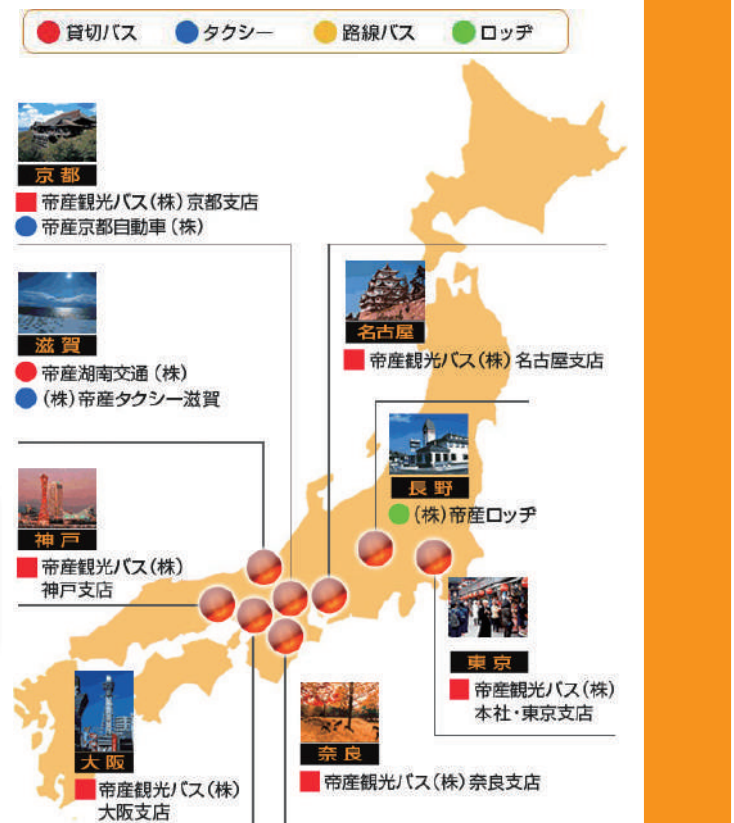 貸切バス タクシー 路線バス ロッヂ
京都
帝産観光バス(株)京都支店
帝産京都自動車(株)
滋賀
帝産湖南交通(株)
(株)帝産タクシー滋賀
神戸
帝産観光バス(株)
神戸支店
名古屋
帝産観光バス(株)名古屋支店
長野
(株)帝産ロッヂ
東京
帝産観光バス(株)
本社・東京支店
大阪
帝産観光バス(株)
大阪支店
奈良
帝産観光バス(株)奈良支店